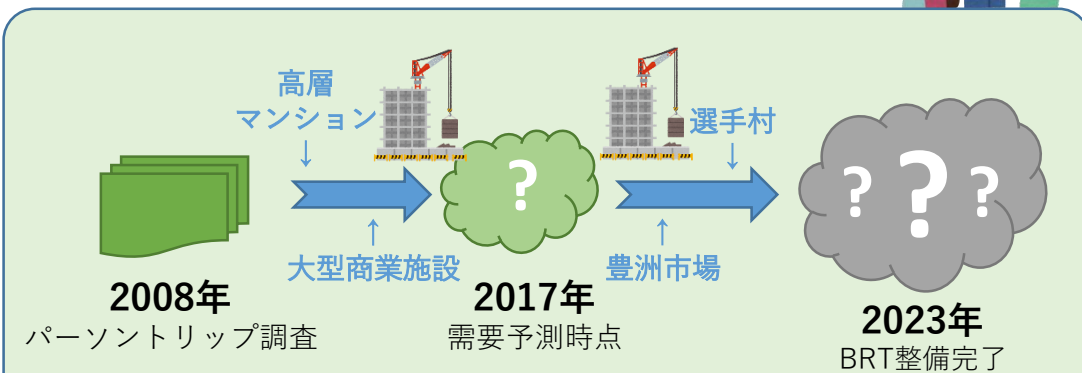 高層
マンション
大型商業施設
選手村
豊洲市場
?
? ? ?
2008年
パーソントリップ調査
2017年
需要予測時点
2023年
BRT整備完了